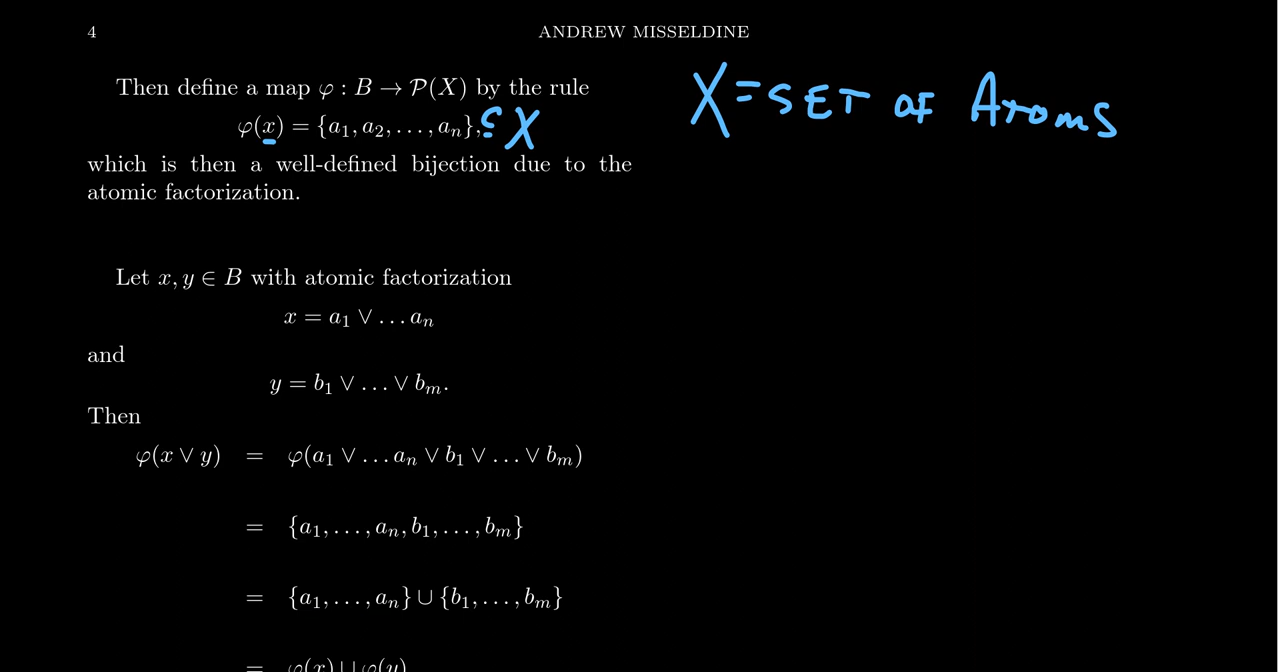 4 ANDREW MISSELDINE
Then define a map φ : B → 𝒫(X) by the rule
X = SET OF AToms
φ(x) = {a₁, a₂, . . . , aₙ}, ⊆ X
which is then a well-defined bijection due to the
atomic factorization.
Let x, y ∈ B with atomic factorization
x = a₁ ∨ . . . aₙ
and
y = b₁ ∨ . . . ∨ bₘ.
Then
φ(x ∨ y) = φ(a₁ ∨ . . . aₙ ∨ b₁ ∨ . . . ∨ bₘ)
= {a₁, . . . , aₙ, b₁, . . . , bₘ}
= {a₁, . . . , aₙ} ∪ {b₁, . . . , bₘ}
= φ(x) ∪ φ(y)